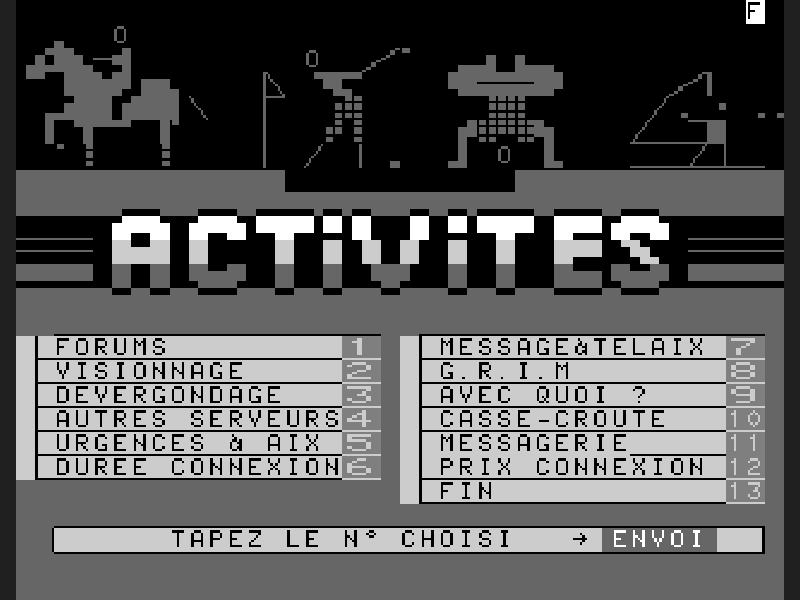 F
ACTiViTES
FORUMS 1
VISIONNAGE 2
DEVERGONDAGE 3
AUTRES SERVEURS 4
URGENCES à AIX 5
DUREE CONNEXION 6
MESSAGE&TELAIX 7
G.R.I.M 8
AVEC QUOI ? 9
CASSE-CROUTE 10
MESSAGERIE 11
PRIX CONNEXION 12
FIN 13
TAPEZ LE N° CHOISI → ENVOI